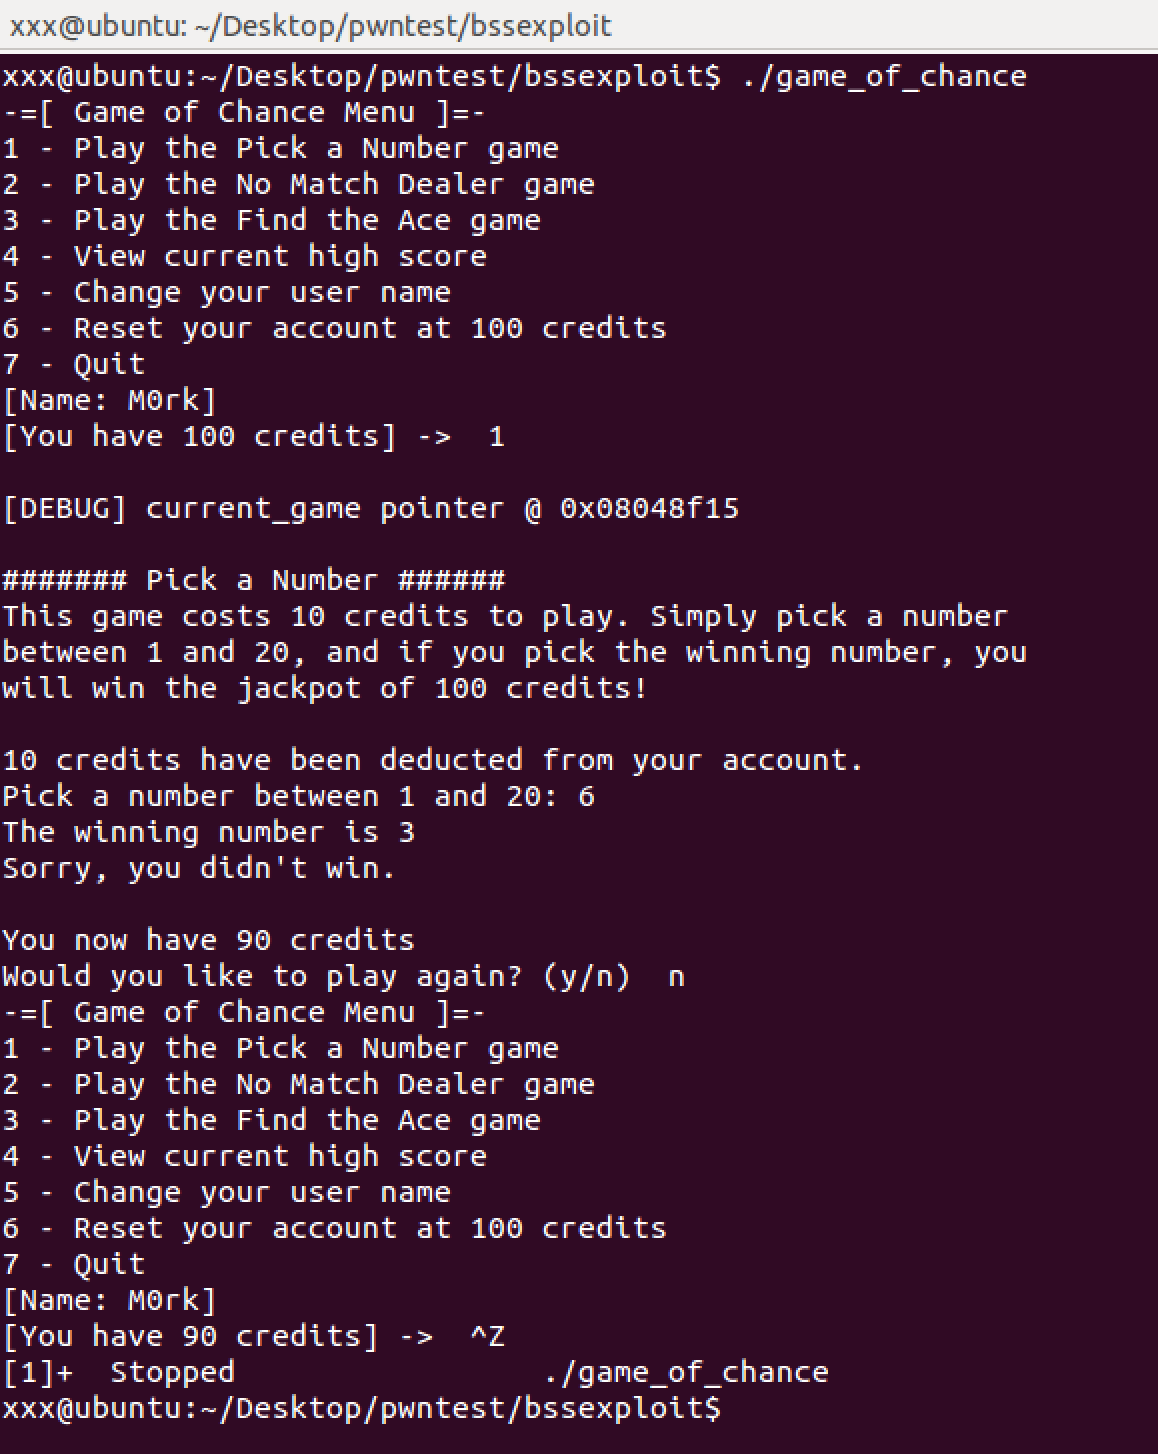 xxx@ubuntu: ~/Desktop/pwntest/bssexploit
xxx@ubuntu:~/Desktop/pwntest/bssexploit$ ./game_of_chance
-=[ Game of Chance Menu ]=-
1 - Play the Pick a Number game
2 - Play the No Match Dealer game
3 - Play the Find the Ace game
4 - View current high score
5 - Change your user name
6 - Reset your account at 100 credits
7 - Quit
[Name: M0rk]
[You have 100 credits] ->  1
[DEBUG] current_game pointer @ 0x08048f15
####### Pick a Number ######
This game costs 10 credits to play. Simply pick a number
between 1 and 20, and if you pick the winning number, you
will win the jackpot of 100 credits!
10 credits have been deducted from your account.
Pick a number between 1 and 20: 6
The winning number is 3
Sorry, you didn't win.
You now have 90 credits
Would you like to play again? (y/n)  n
-=[ Game of Chance Menu ]=-
1 - Play the Pick a Number game
2 - Play the No Match Dealer game
3 - Play the Find the Ace game
4 - View current high score
5 - Change your user name
6 - Reset your account at 100 credits
7 - Quit
[Name: M0rk]
[You have 90 credits] ->  ^Z
[1]+  Stopped                 ./game_of_chance
xxx@ubuntu:~/Desktop/pwntest/bssexploit$